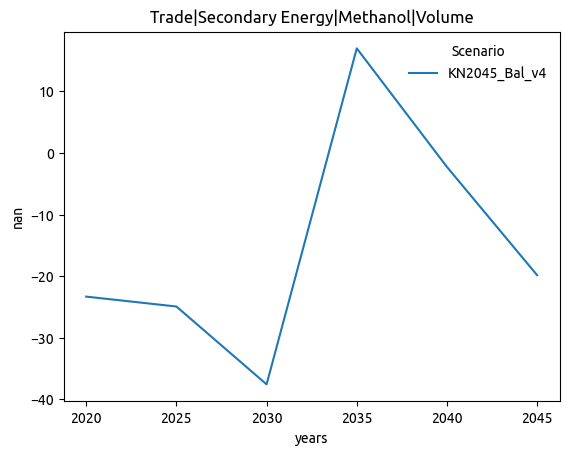 Trade|Secondary Energy|Methanol|Volume
Scenario
KN2045_Bal_v4
10
0
−10
−20
−30
−40
nan
2020 2025 2030 2035 2040 2045
years